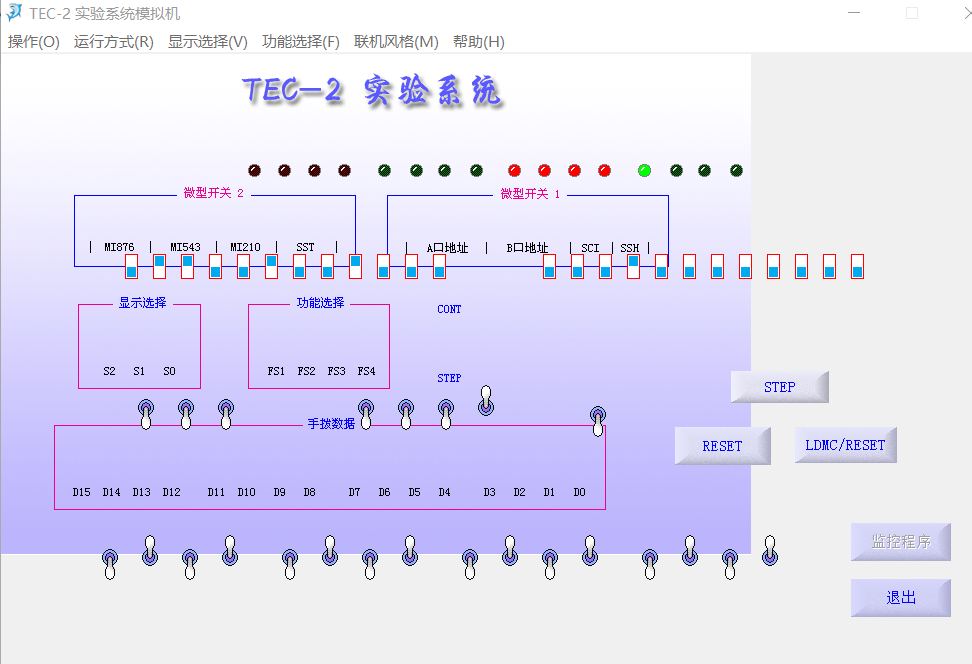 TEC-2 实验系统模拟机
操作(O) 运行方式(R) 显示选择(V) 功能选择(F) 联机风格(M) 帮助(H)
TEC-2 实验系统
微型开关 2
微型开关 1
| MI876 | MI543 | MI210 | SST |
| A口地址 | B口地址 | SCI | SSH |
显示选择
功能选择
CONT
S2 S1 S0
FS1 FS2 FS3 FS4
STEP
STEP
手拨数据
RESET
LDMC/RESET
D15 D14 D13 D12 D11 D10 D9 D8 D7 D6 D5 D4 D3 D2 D1 D0
监控程序
退出